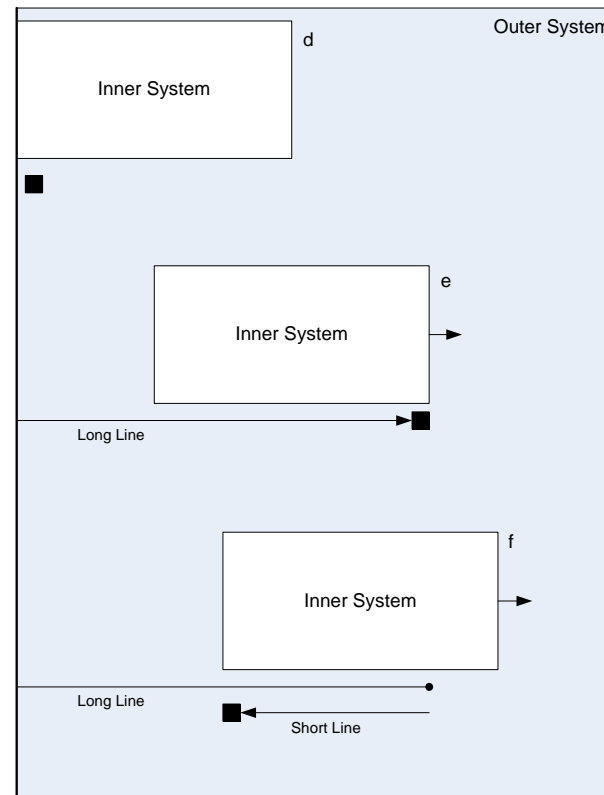 Outer System
d
Inner System
e
Inner System
Long Line
f
Inner System
Long Line
Short Line